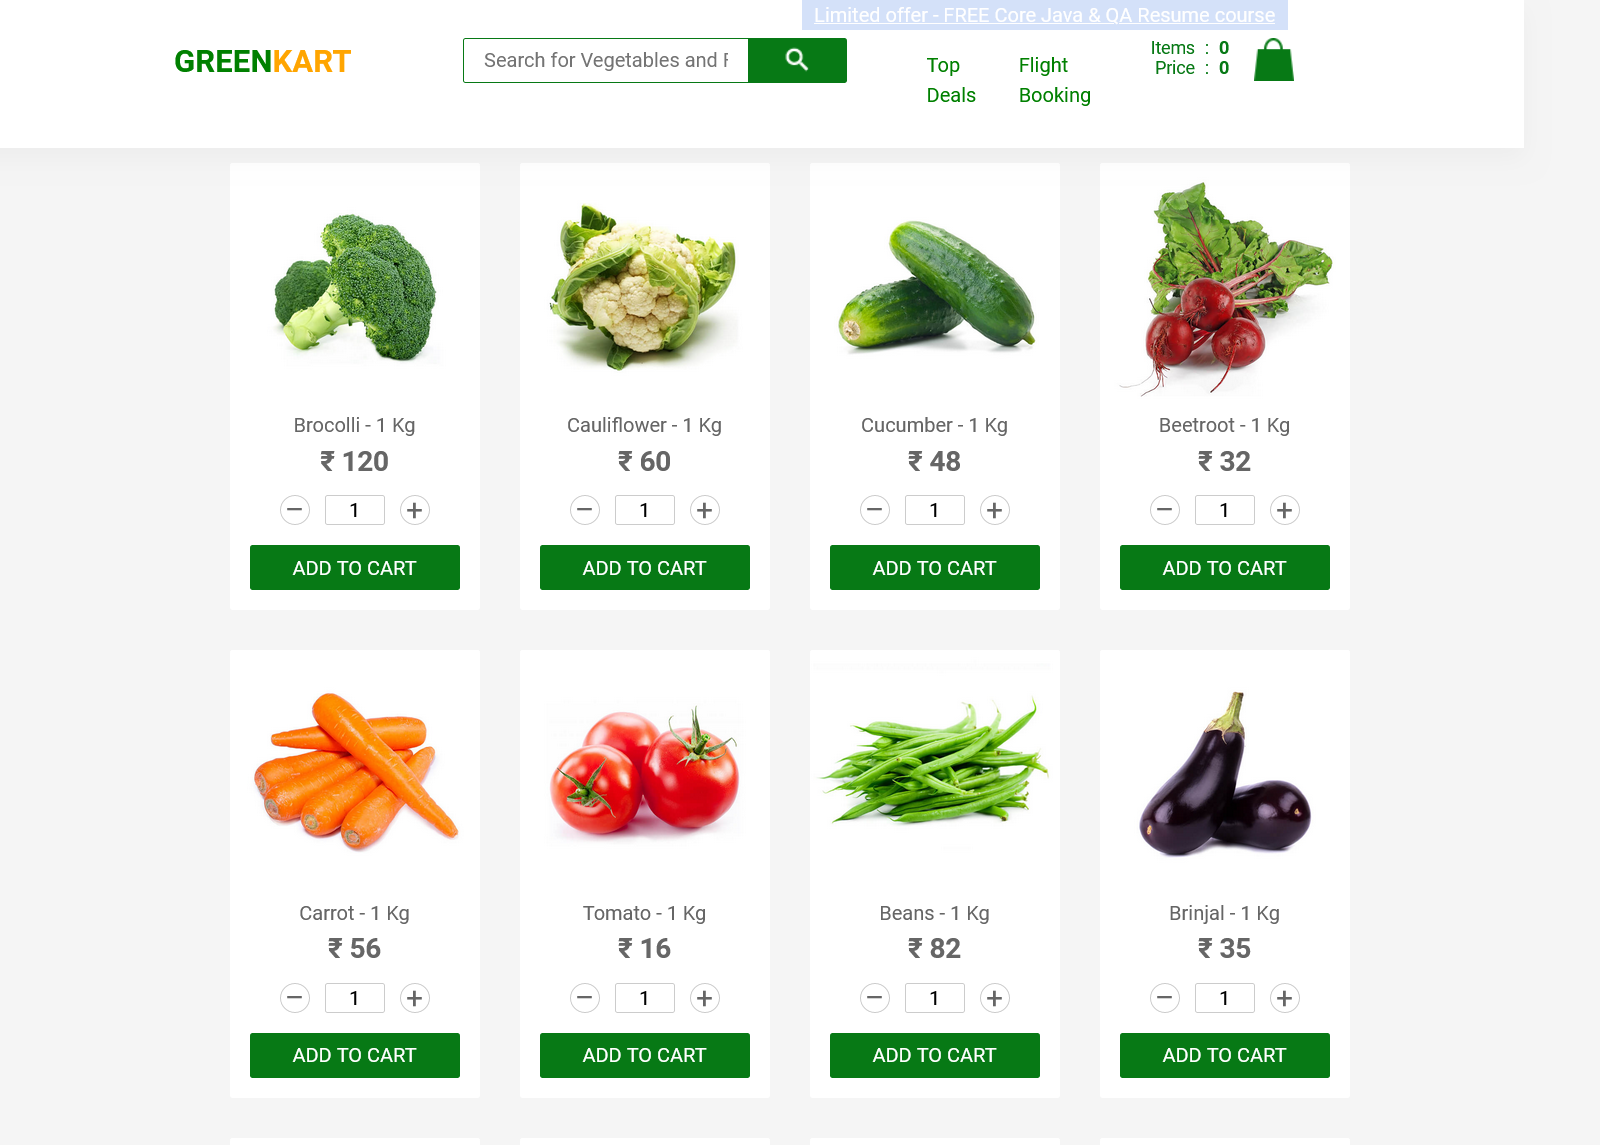 Limited offer - FREE Core Java & QA Resume course
GREENKART
Search for Vegetables and F
Top Deals
Flight Booking
Items : 0
Price : 0
Brocolli - 1 Kg
₹ 120
− 1 +
ADD TO CART
Cauliflower - 1 Kg
₹ 60
− 1 +
ADD TO CART
Cucumber - 1 Kg
₹ 48
− 1 +
ADD TO CART
Beetroot - 1 Kg
₹ 32
− 1 +
ADD TO CART
Carrot - 1 Kg
₹ 56
− 1 +
ADD TO CART
Tomato - 1 Kg
₹ 16
− 1 +
ADD TO CART
Beans - 1 Kg
₹ 82
− 1 +
ADD TO CART
Brinjal - 1 Kg
₹ 35
− 1 +
ADD TO CART